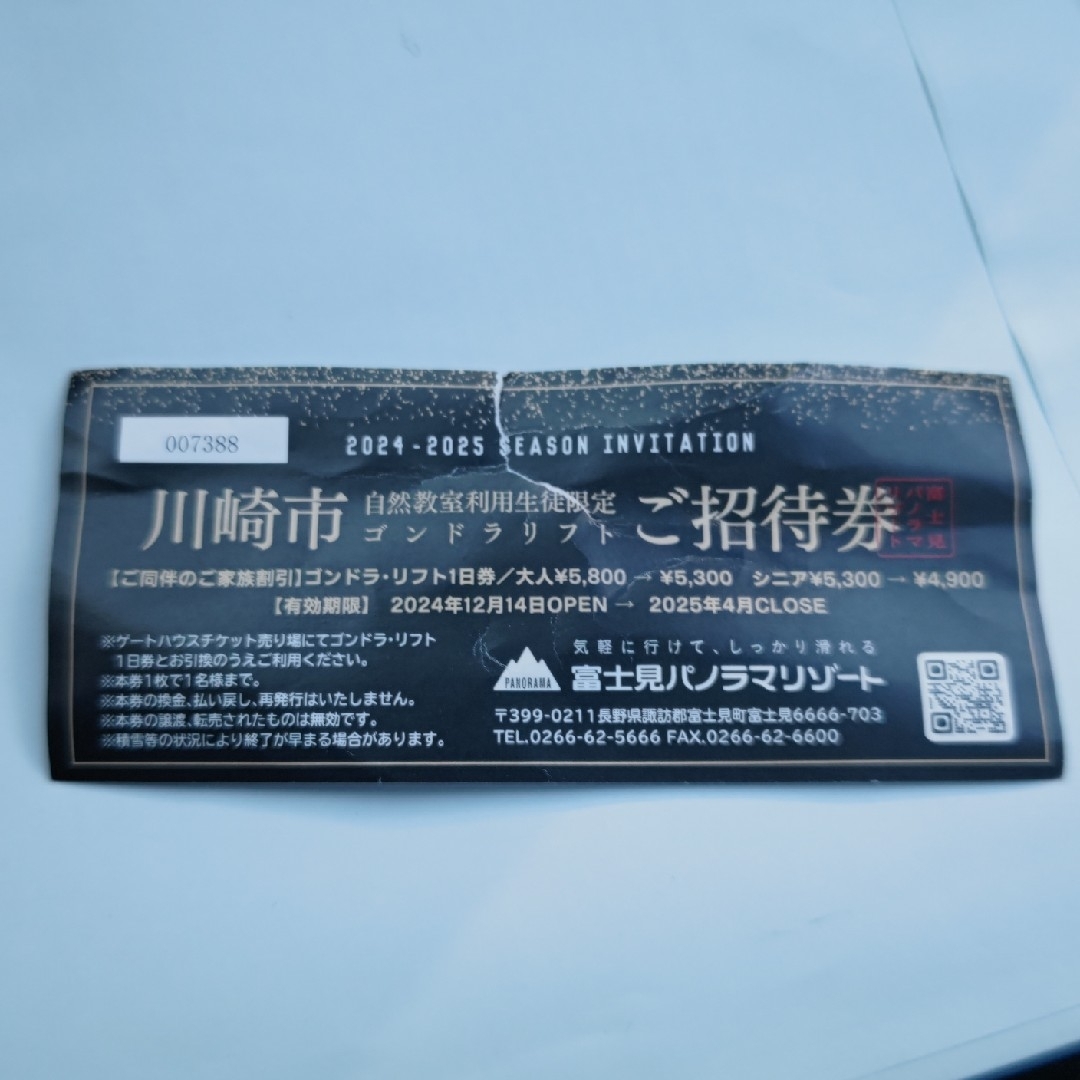 007388
2024-2025 SEASON INVITATION
川崎市 自然教室利用生徒限定 ゴンドラリフト ご招待券
富士見パノラマリゾート
【ご同伴のご家族割引】ゴンドラ・リフト1日券／大人¥5,800 → ¥5,300 シニア¥5,300 → ¥4,900
【有効期限】 2024年12月14日OPEN → 2025年4月CLOSE
※ゲートハウスチケット売り場にてゴンドラ・リフト
1日券とお引換のうえご利用ください。
※本券1枚で1名様まで。
※本券の換金、払い戻し、再発行はいたしません。
※本券の譲渡、転売されたものは無効です。
※積雪等の状況により終了が早まる場合があります。
気軽に行けて、しっかり滑れる
PANORAMA 富士見パノラマリゾート
〒399-0211長野県諏訪郡富士見町富士見6666-703
TEL.0266-62-5666 FAX.0266-62-6600